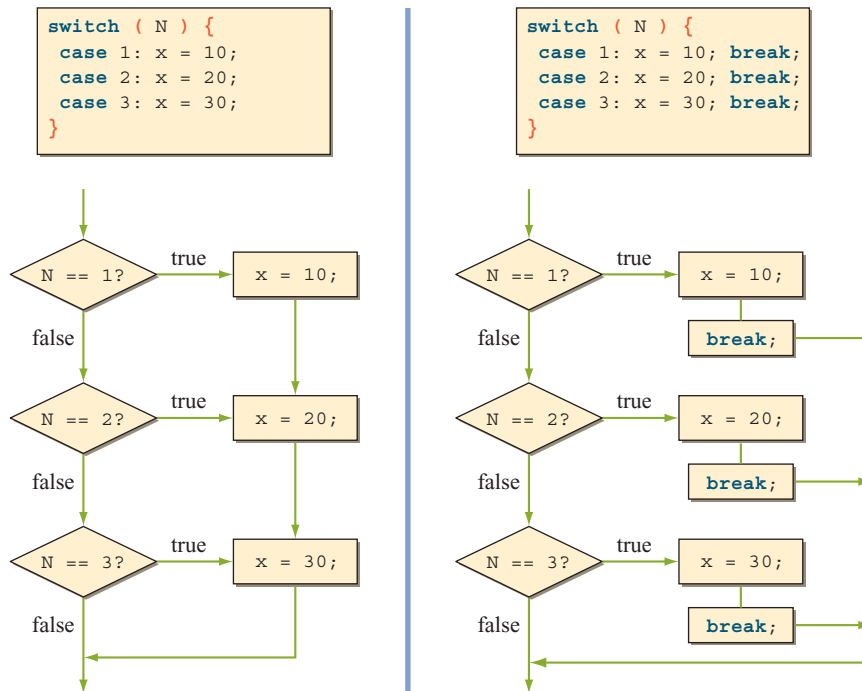 switch ( N ) {
case 1: x = 10;
case 2: x = 20;
case 3: x = 30;
}
N == 1?
true
x = 10;
false
N == 2?
true
x = 20;
false
N == 3?
true
x = 30;
false
switch ( N ) {
case 1: x = 10; break;
case 2: x = 20; break;
case 3: x = 30; break;
}
N == 1?
true
x = 10;
break;
false
N == 2?
true
x = 20;
break;
false
N == 3?
true
x = 30;
break;
false